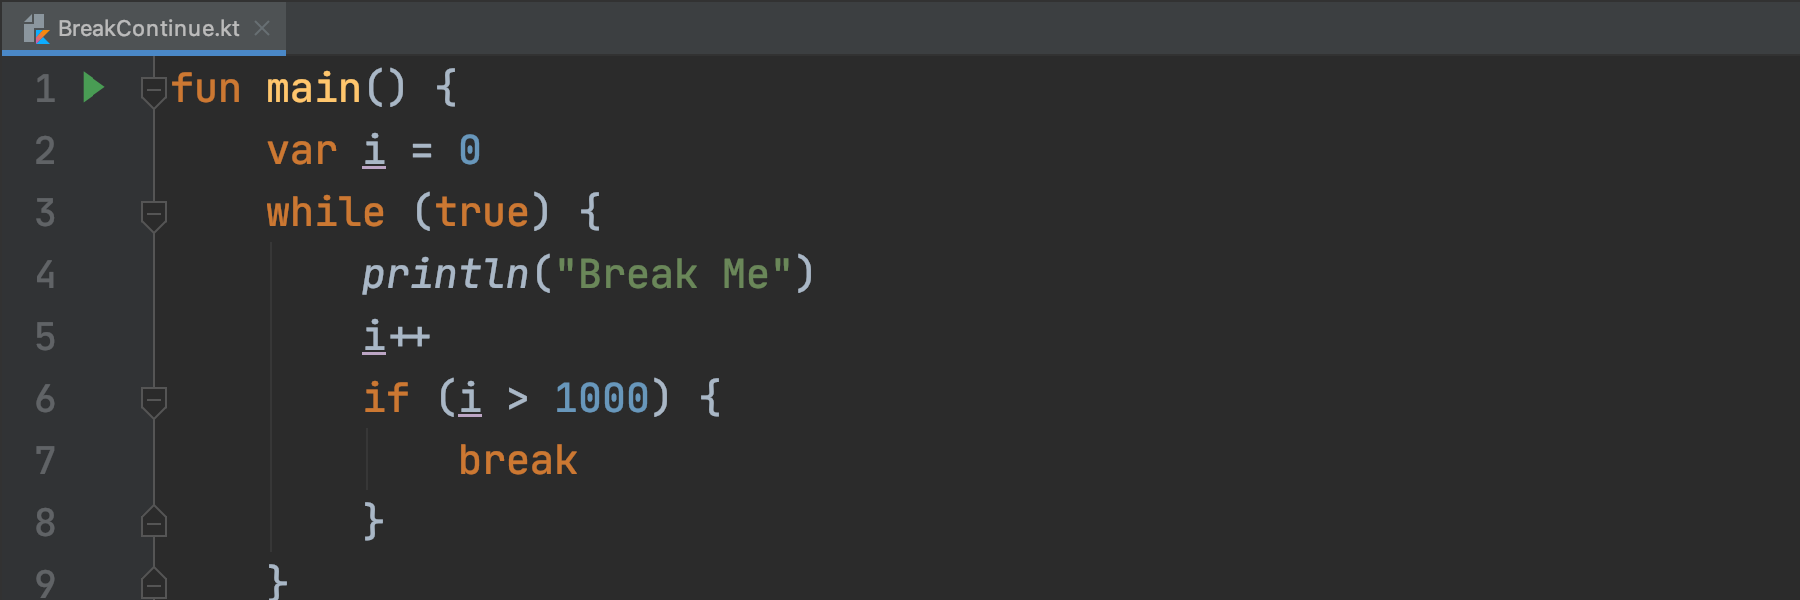 BreakContinue.kt
1 fun main() {
2 var i = 0
3 while (true) {
4 println("Break Me")
5 i++
6 if (i > 1000) {
7 break
8 }
9 }